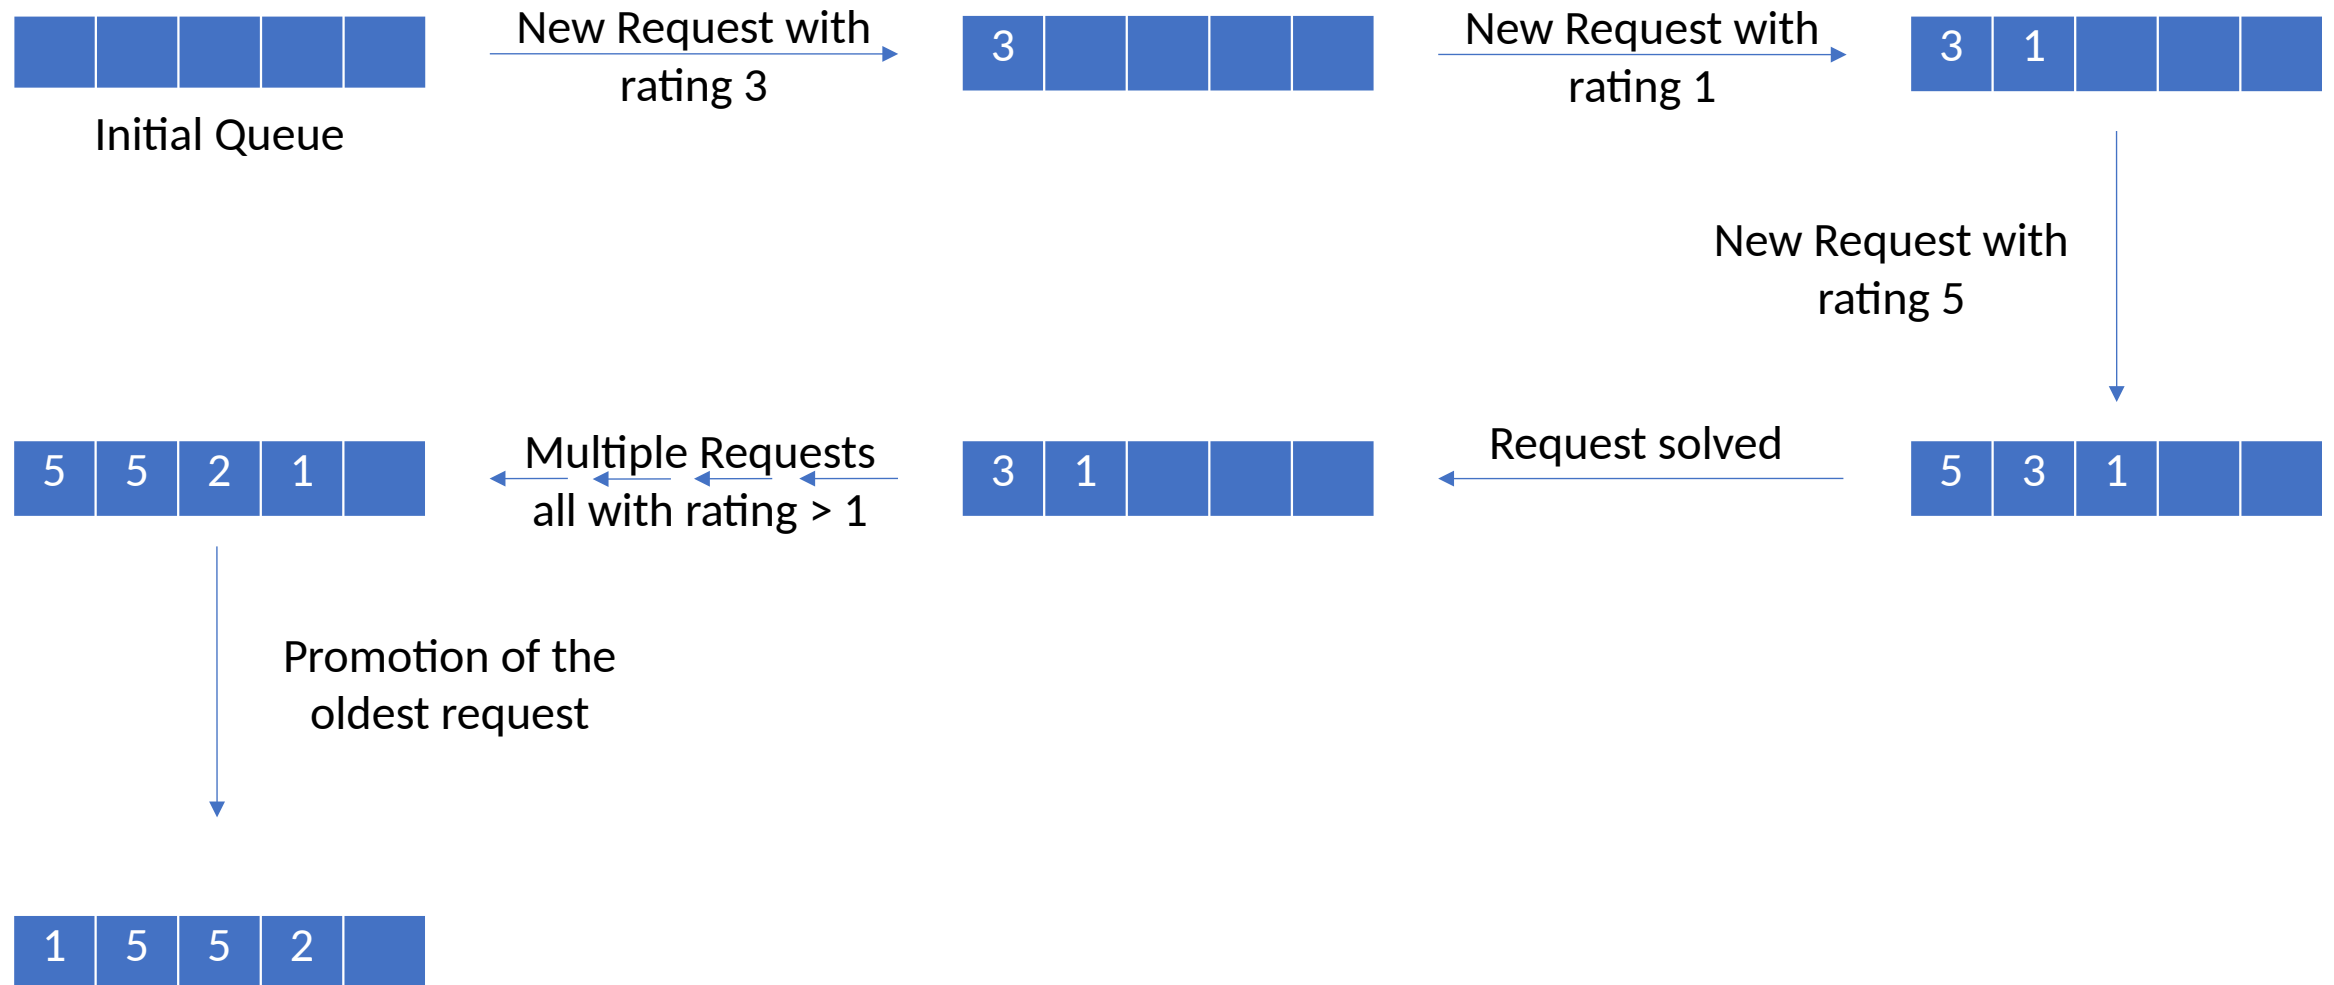 New Request with
rating 3
3
New Request with
rating 1
3 1
Initial Queue
New Request with
rating 5
5 3 1
Request solved
3 1
Multiple Requests
all with rating > 1
5 5 2 1
Promotion of the
oldest request
1 5 5 2